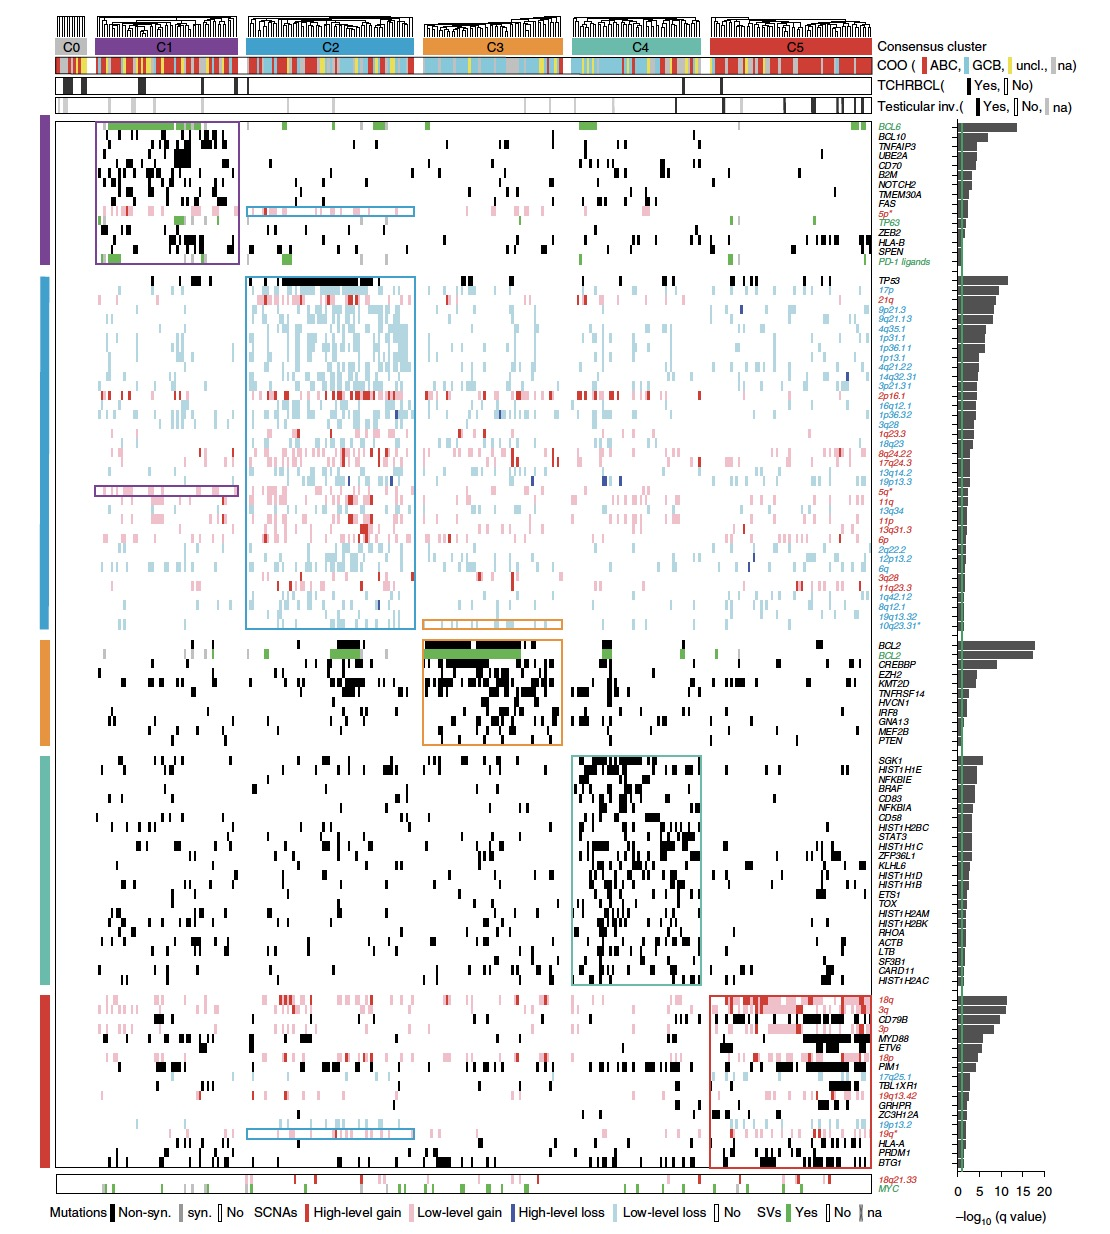 C0 C1 C2 C3 C4 C5 Consensus cluster
COO ( ABC, GCB, uncl., na)
TCHRBCL( Yes, No)
Testicular inv.( Yes, No, na)
BCL6
BCL10
TNFAIP3
UBE2A
CD70
B2M
NOTCH2
TMEM30A
FAS
5p*
TP63
ZEB2
HLA-B
SPEN
PD-1 ligands
TP53
17p
21q
9p21.3
9q21.13
4q35.1
1p31.1
1p36.11
1p13.1
4q21.22
14q32.31
3p21.31
2p16.1
16q12.1
1p36.32
3q28
1q23.3
18q23
8q24.22
17q24.3
13q14.2
19p13.3
5q*
11q
13q34
11p
13q31.3
6p
2q22.2
12p13.2
6q
3q28
11q23.3
1q42.12
8q12.1
19q13.32
10q23.31*
BCL2
BCL2
CREBBP
EZH2
KMT2D
TNFRSF14
HVCN1
IRF8
GNA13
MEF2B
PTEN
SGK1
HIST1H1E
NFKBIE
BRAF
CD83
NFKBIA
CD58
HIST1H2BC
STAT3
HIST1H1C
ZFP36L1
KLHL6
HIST1H1D
HIST1H1B
ETS1
TOX
HIST1H2AM
HIST1H2BK
RHOA
ACTB
LTB
SF3B1
CARD11
HIST1H2AC
18q
3q
CD79B
3p
MYD88
ETV6
18p
PIM1
17q25.1
TBL1XR1
19q13.42
GRHPR
ZC3H12A
19p13.2
19q*
HLA-A
PRDM1
BTG1
18q21.33
MYC
0 5 10 15 20
Mutations Non-syn. syn. No SCNAs High-level gain Low-level gain High-level loss Low-level loss No SVs Yes No na
–log10 (q value)